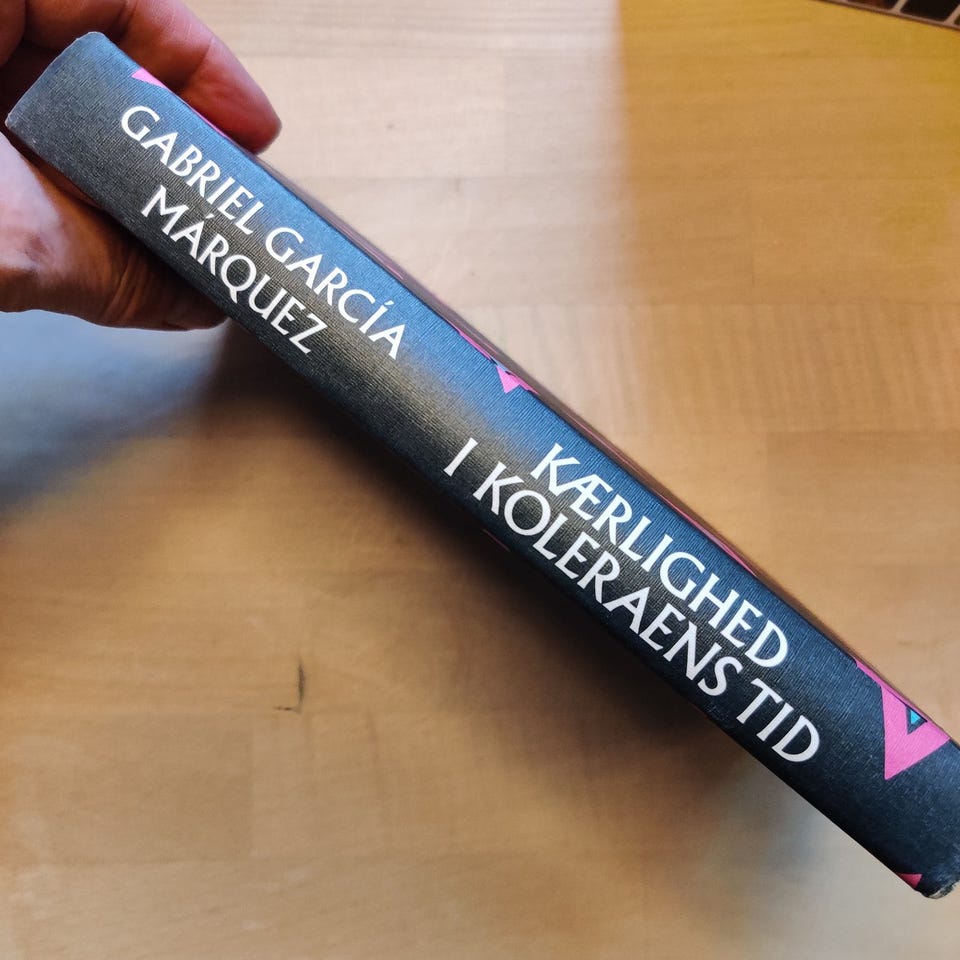 GABRIEL GARCÍA
MÁRQUEZ
KÆRLIGHED
I KOLERAENS TID